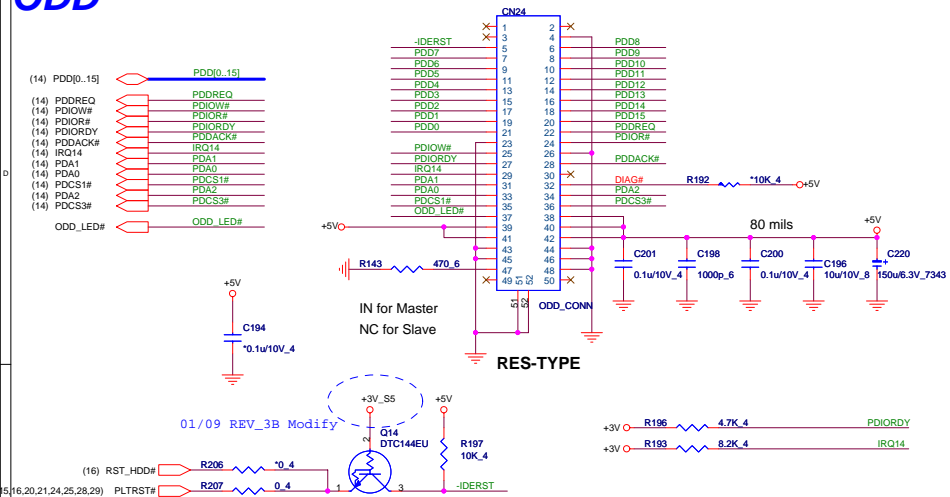 ODD
CN24
1 2
3 4
-IDERST 5 6 PDD8
PDD7 7 8 PDD9
PDD6 9 10 PDD10
PDD5 11 12 PDD11
PDD4 13 14 PDD12
PDD3 15 16 PDD13
PDD2 17 18 PDD14
PDD1 19 20 PDD15
PDD0 21 22 PDDREQ
23 24 PDIOR#
PDIOW# 25 26
PDIORDY 27 28 PDDACK#
IRQ14 29 30
PDA1 31 32 DIAG# R192 *10K_4 +5V
PDA0 33 34 PDA2
PDCS1# 35 36 PDCS3#
ODD_LED# 37 38
+5V 39 40
41 42
43 44
45 46
R143 470_6 47 48
49 50
51 52
51 52
ODD_CONN
(14) PDD[0..15] PDD[0..15]
(14) PDDREQ PDDREQ
(14) PDIOW# PDIOW#
(14) PDIOR# PDIOR#
(14) PDIORDY PDIORDY
(14) PDDACK# PDDACK#
(14) IRQ14 IRQ14
(14) PDA1 PDA1
(14) PDA0 PDA0
(14) PDCS1# PDCS1#
(14) PDA2 PDA2
(14) PDCS3# PDCS3#
ODD_LED# ODD_LED#
D
80 mils
+5V
C201
0.1u/10V_4
C198
1000p_6
C200
0.1u/10V_4
C196
10u/10V_8
C220
+
150u/6.3V_7343
IN for Master
NC for Slave
RES-TYPE
+5V
C194
*0.1u/10V_4
01/09 REV_3B Modify
+3V_S5
+5V
Q14
DTC144EU
2
1 3
R197
10K_4
(16) RST_HDD# R206 *0_4
15,16,20,21,24,25,28,29) PLTRST# R207 0_4
-IDERST
+3V R196 4.7K_4 PDIORDY
+3V R193 8.2K_4 IRQ14